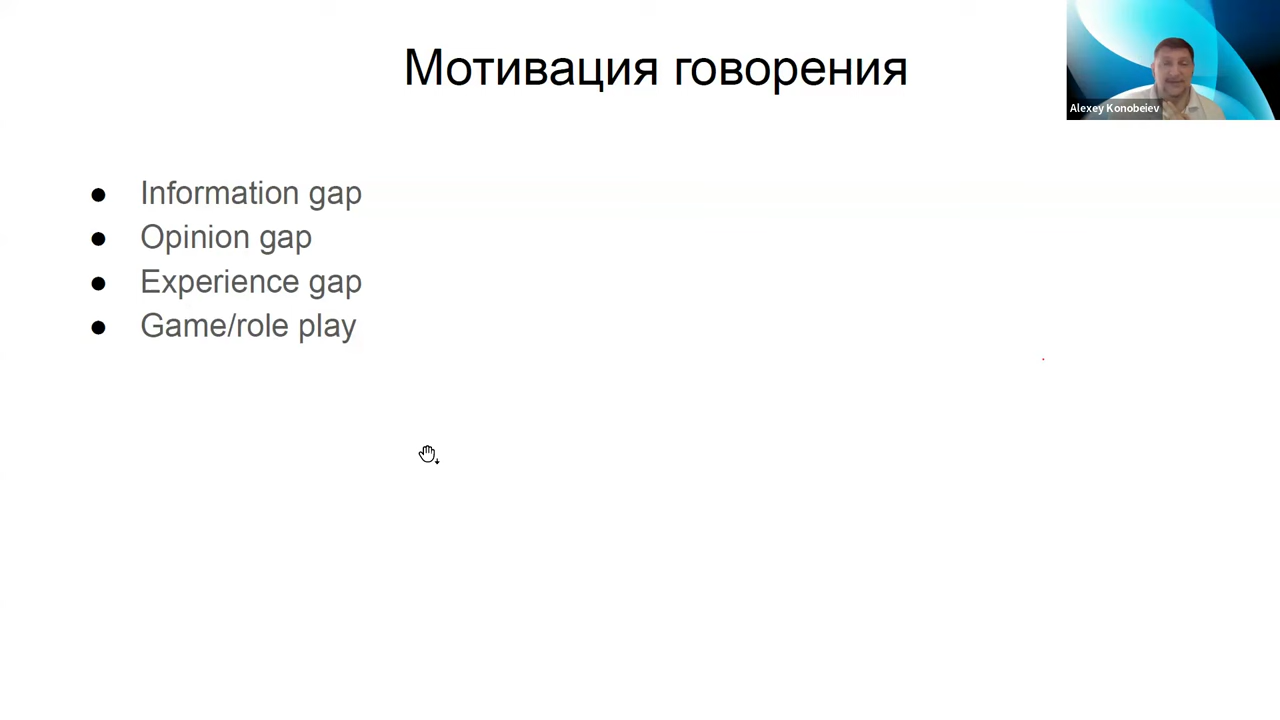 Мотивация говорения
Alexey Konobeiev
Information gap
Opinion gap
Experience gap
Game/role play